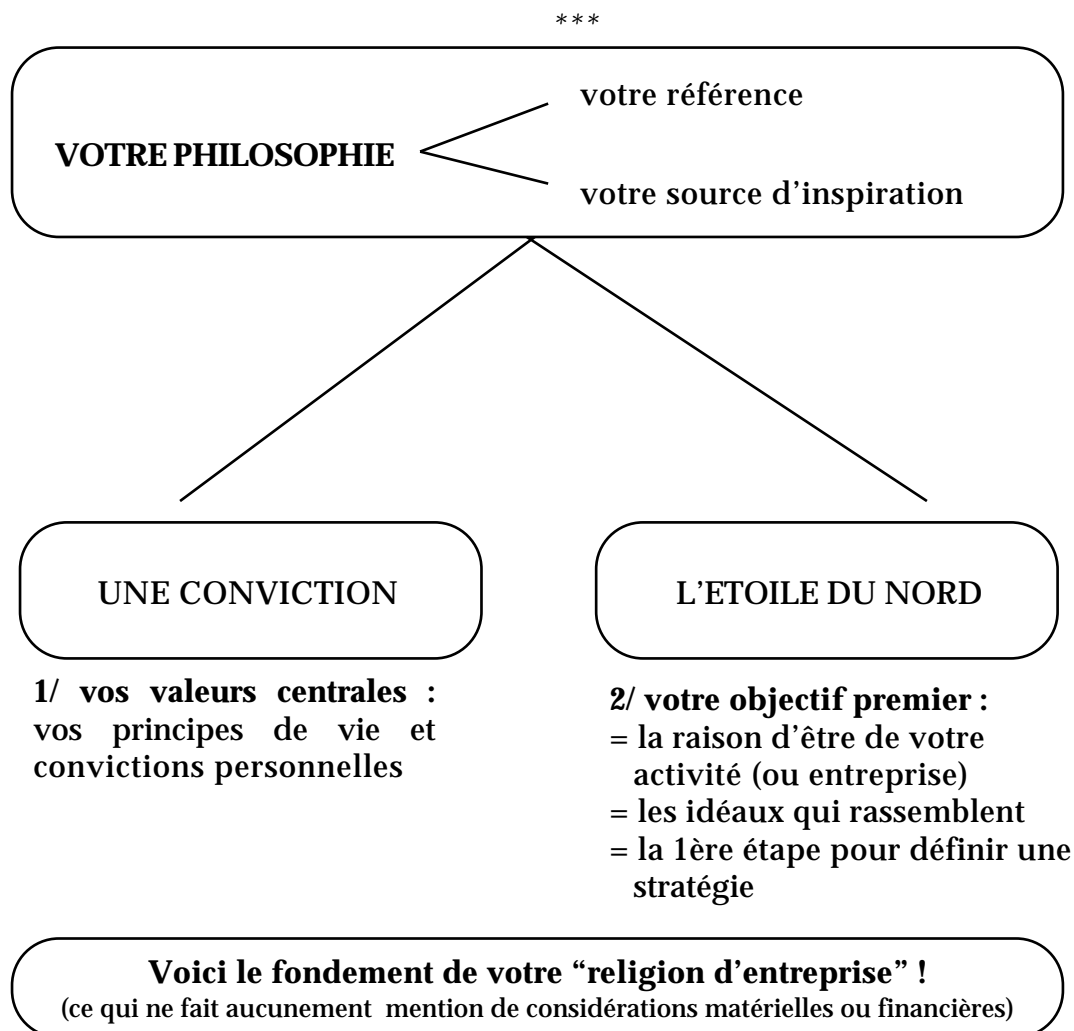 ***
votre référence
VOTRE PHILOSOPHIE
votre source d’inspiration
UNE CONVICTION
1/ vos valeurs centrales :
vos principes de vie et
convictions personnelles
L’ETOILE DU NORD
2/ votre objectif premier :
= la raison d’être de votre
activité (ou entreprise)
= les idéaux qui rassemblent
= la 1ère étape pour définir une
stratégie
Voici le fondement de votre “religion d’entreprise” !
(ce qui ne fait aucunement mention de considérations matérielles ou financières)